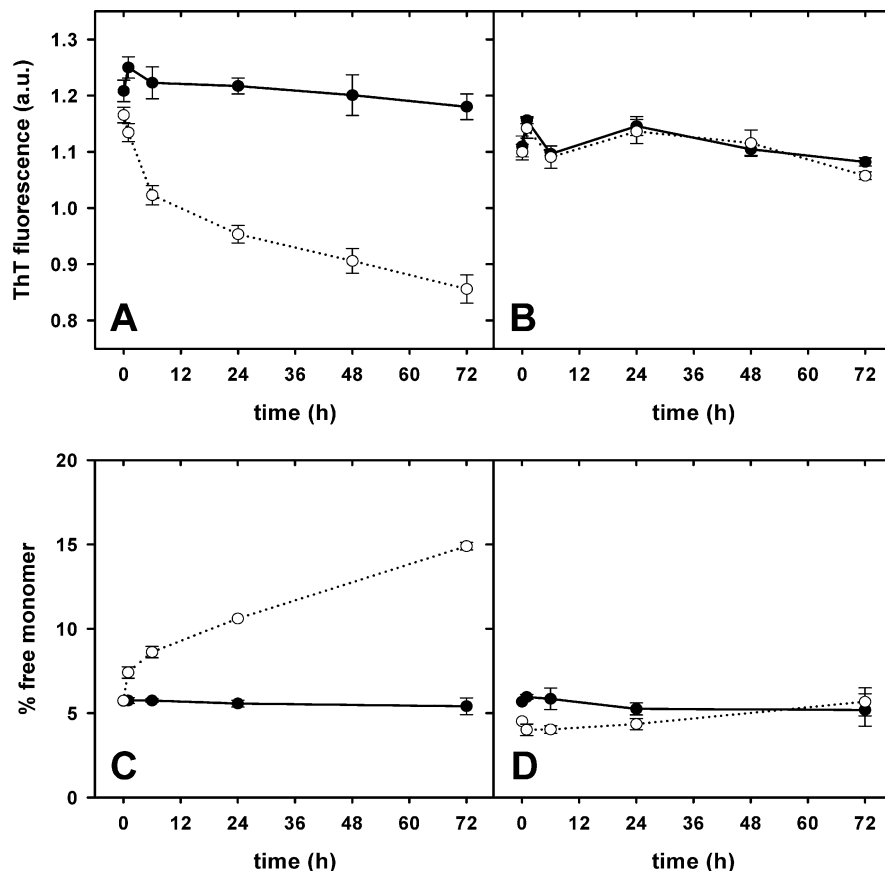 1.3
1.2
1.1
1.0
0.9
0.8
ThT fluorescence (a.u.)
A
B
0 12 24 36 48 60 72
0 12 24 36 48 60 72
time (h)
time (h)
20
15
10
5
0
% free monomer
C
D
0 12 24 36 48 60 72
0 12 24 36 48 60 72
time (h)
time (h)